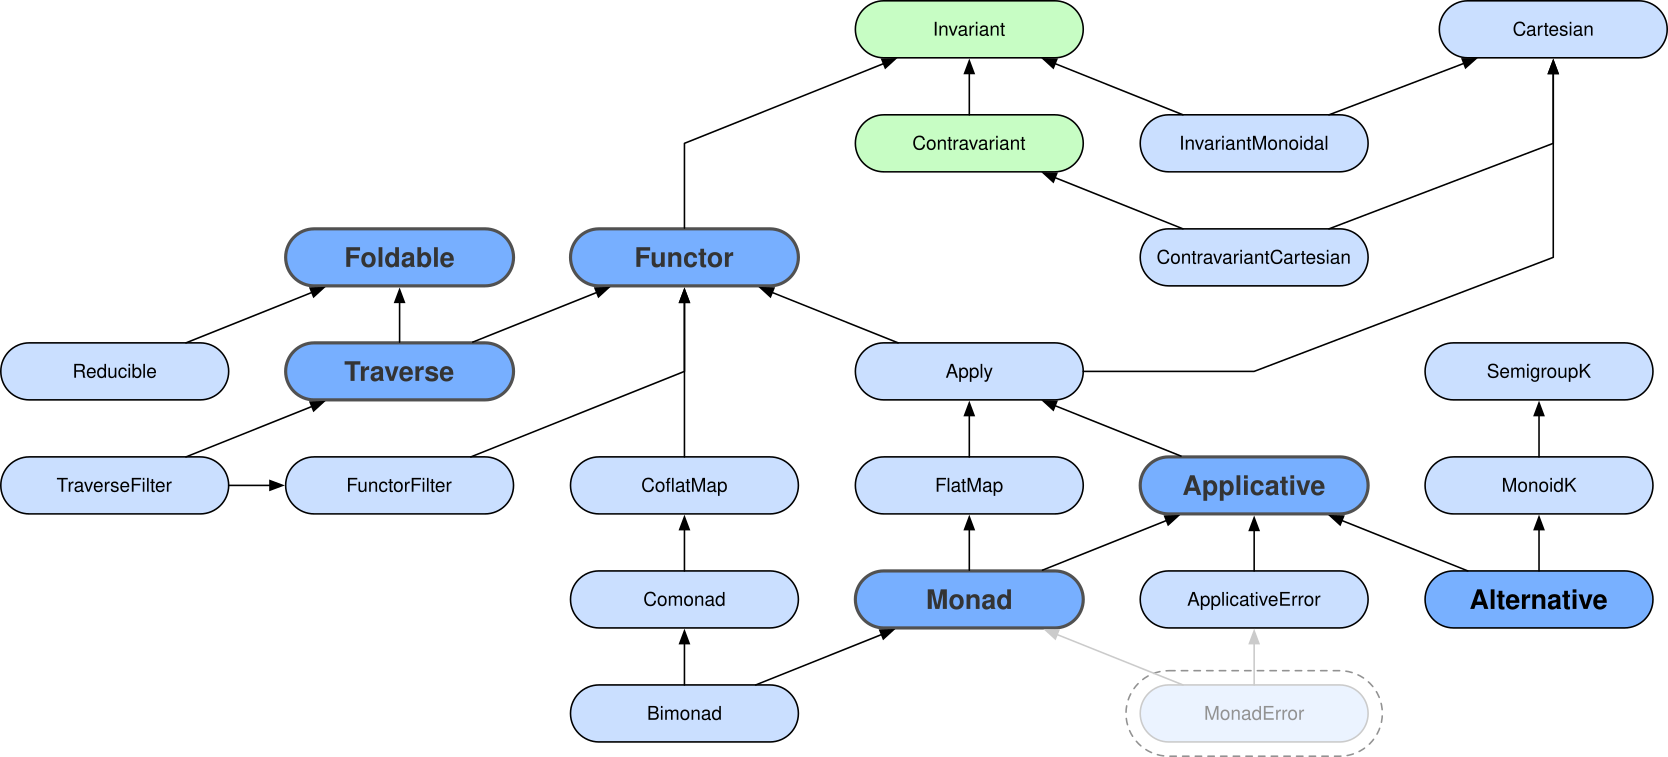 Invariant
Cartesian
Contravariant
InvariantMonoidal
Foldable
Functor
ContravariantCartesian
Reducible
Traverse
Apply
SemigroupK
TraverseFilter
FunctorFilter
CoflatMap
FlatMap
Applicative
MonoidK
Comonad
Monad
ApplicativeError
Alternative
Bimonad
MonadError